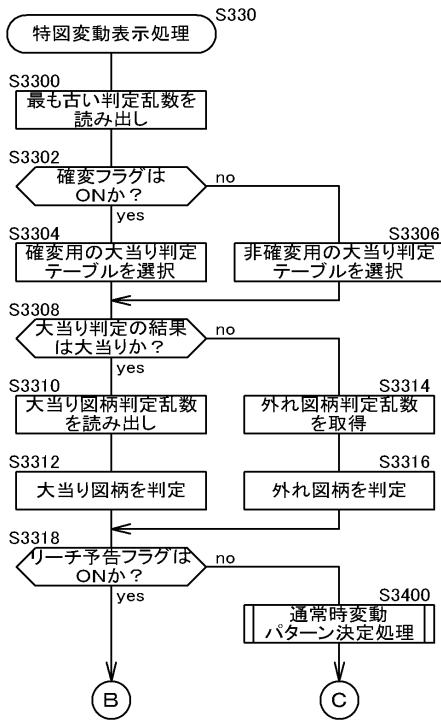 S330
特図変動表示処理
S3300
最も古い判定乱数を
読み出し
S3302
確変フラグは
ONか？
no
yes
S3304
確変用の大当り判定
テーブルを選択
S3306
非確変用の大当り判定
テーブルを選択
S3308
大当り判定の結果
は大当りか？
no
yes
S3310
大当り図柄判定乱数
を読み出し
S3314
外れ図柄判定乱数
を取得
S3312
大当り図柄を判定
S3316
外れ図柄を判定
S3318
リーチ予告フラグは
ONか？
no
yes
S3400
通常時変動
パターン決定処理
B
C